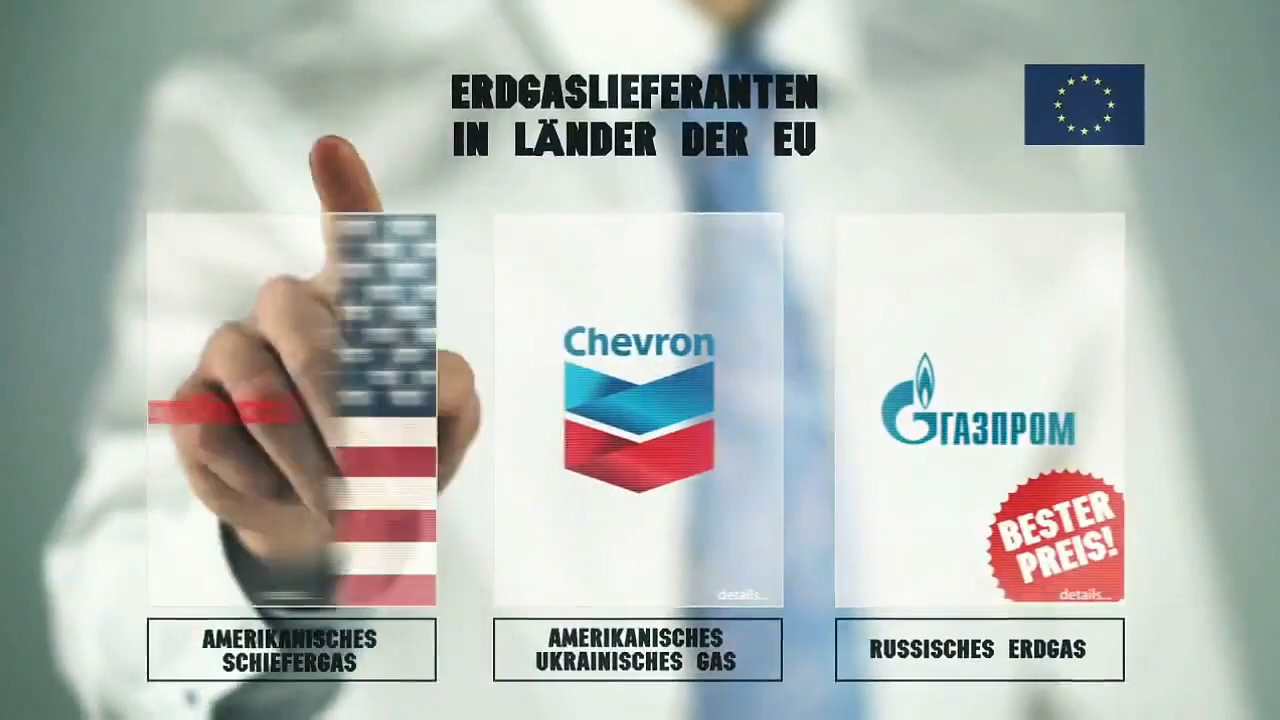 ERDGASLIEFERANTEN
IN LÄNDER DER EU
Chevron
ГАЗПРОМ
BESTER
PREIS!
details...
details...
AMERIKANISCHES
SCHIEFERGAS
AMERIKANISCHES
UKRAINISCHES GAS
RUSSISCHES ERDGAS